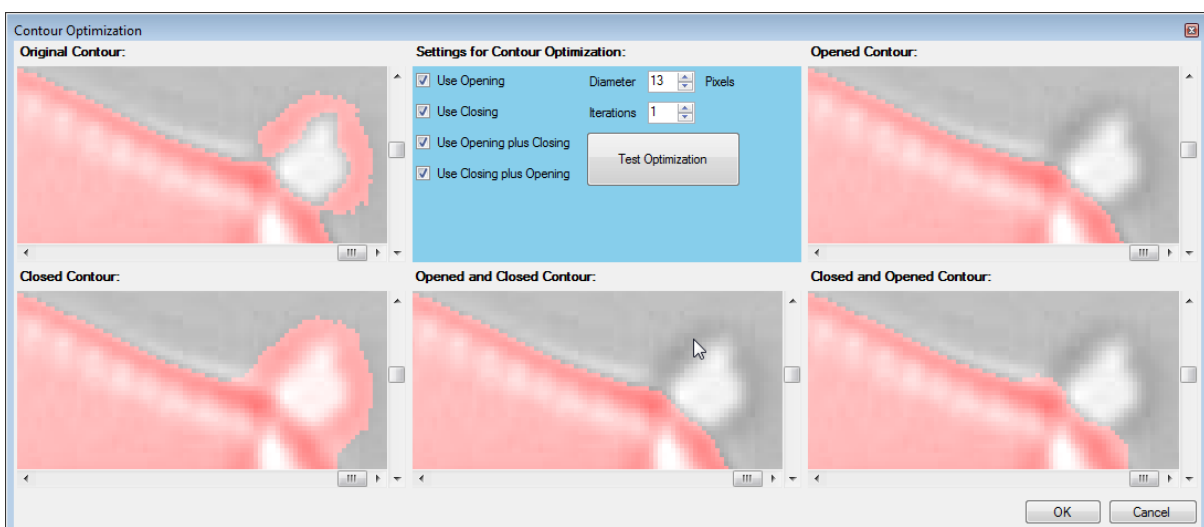 Contour Optimization
Original Contour:
Settings for Contour Optimization:
Opened Contour:
Use Opening
Diameter 13 Pixels
Use Closing
Iterations 1
Use Opening plus Closing
Test Optimization
Use Closing plus Opening
Closed Contour:
Opened and Closed Contour:
Closed and Opened Contour:
OK
Cancel